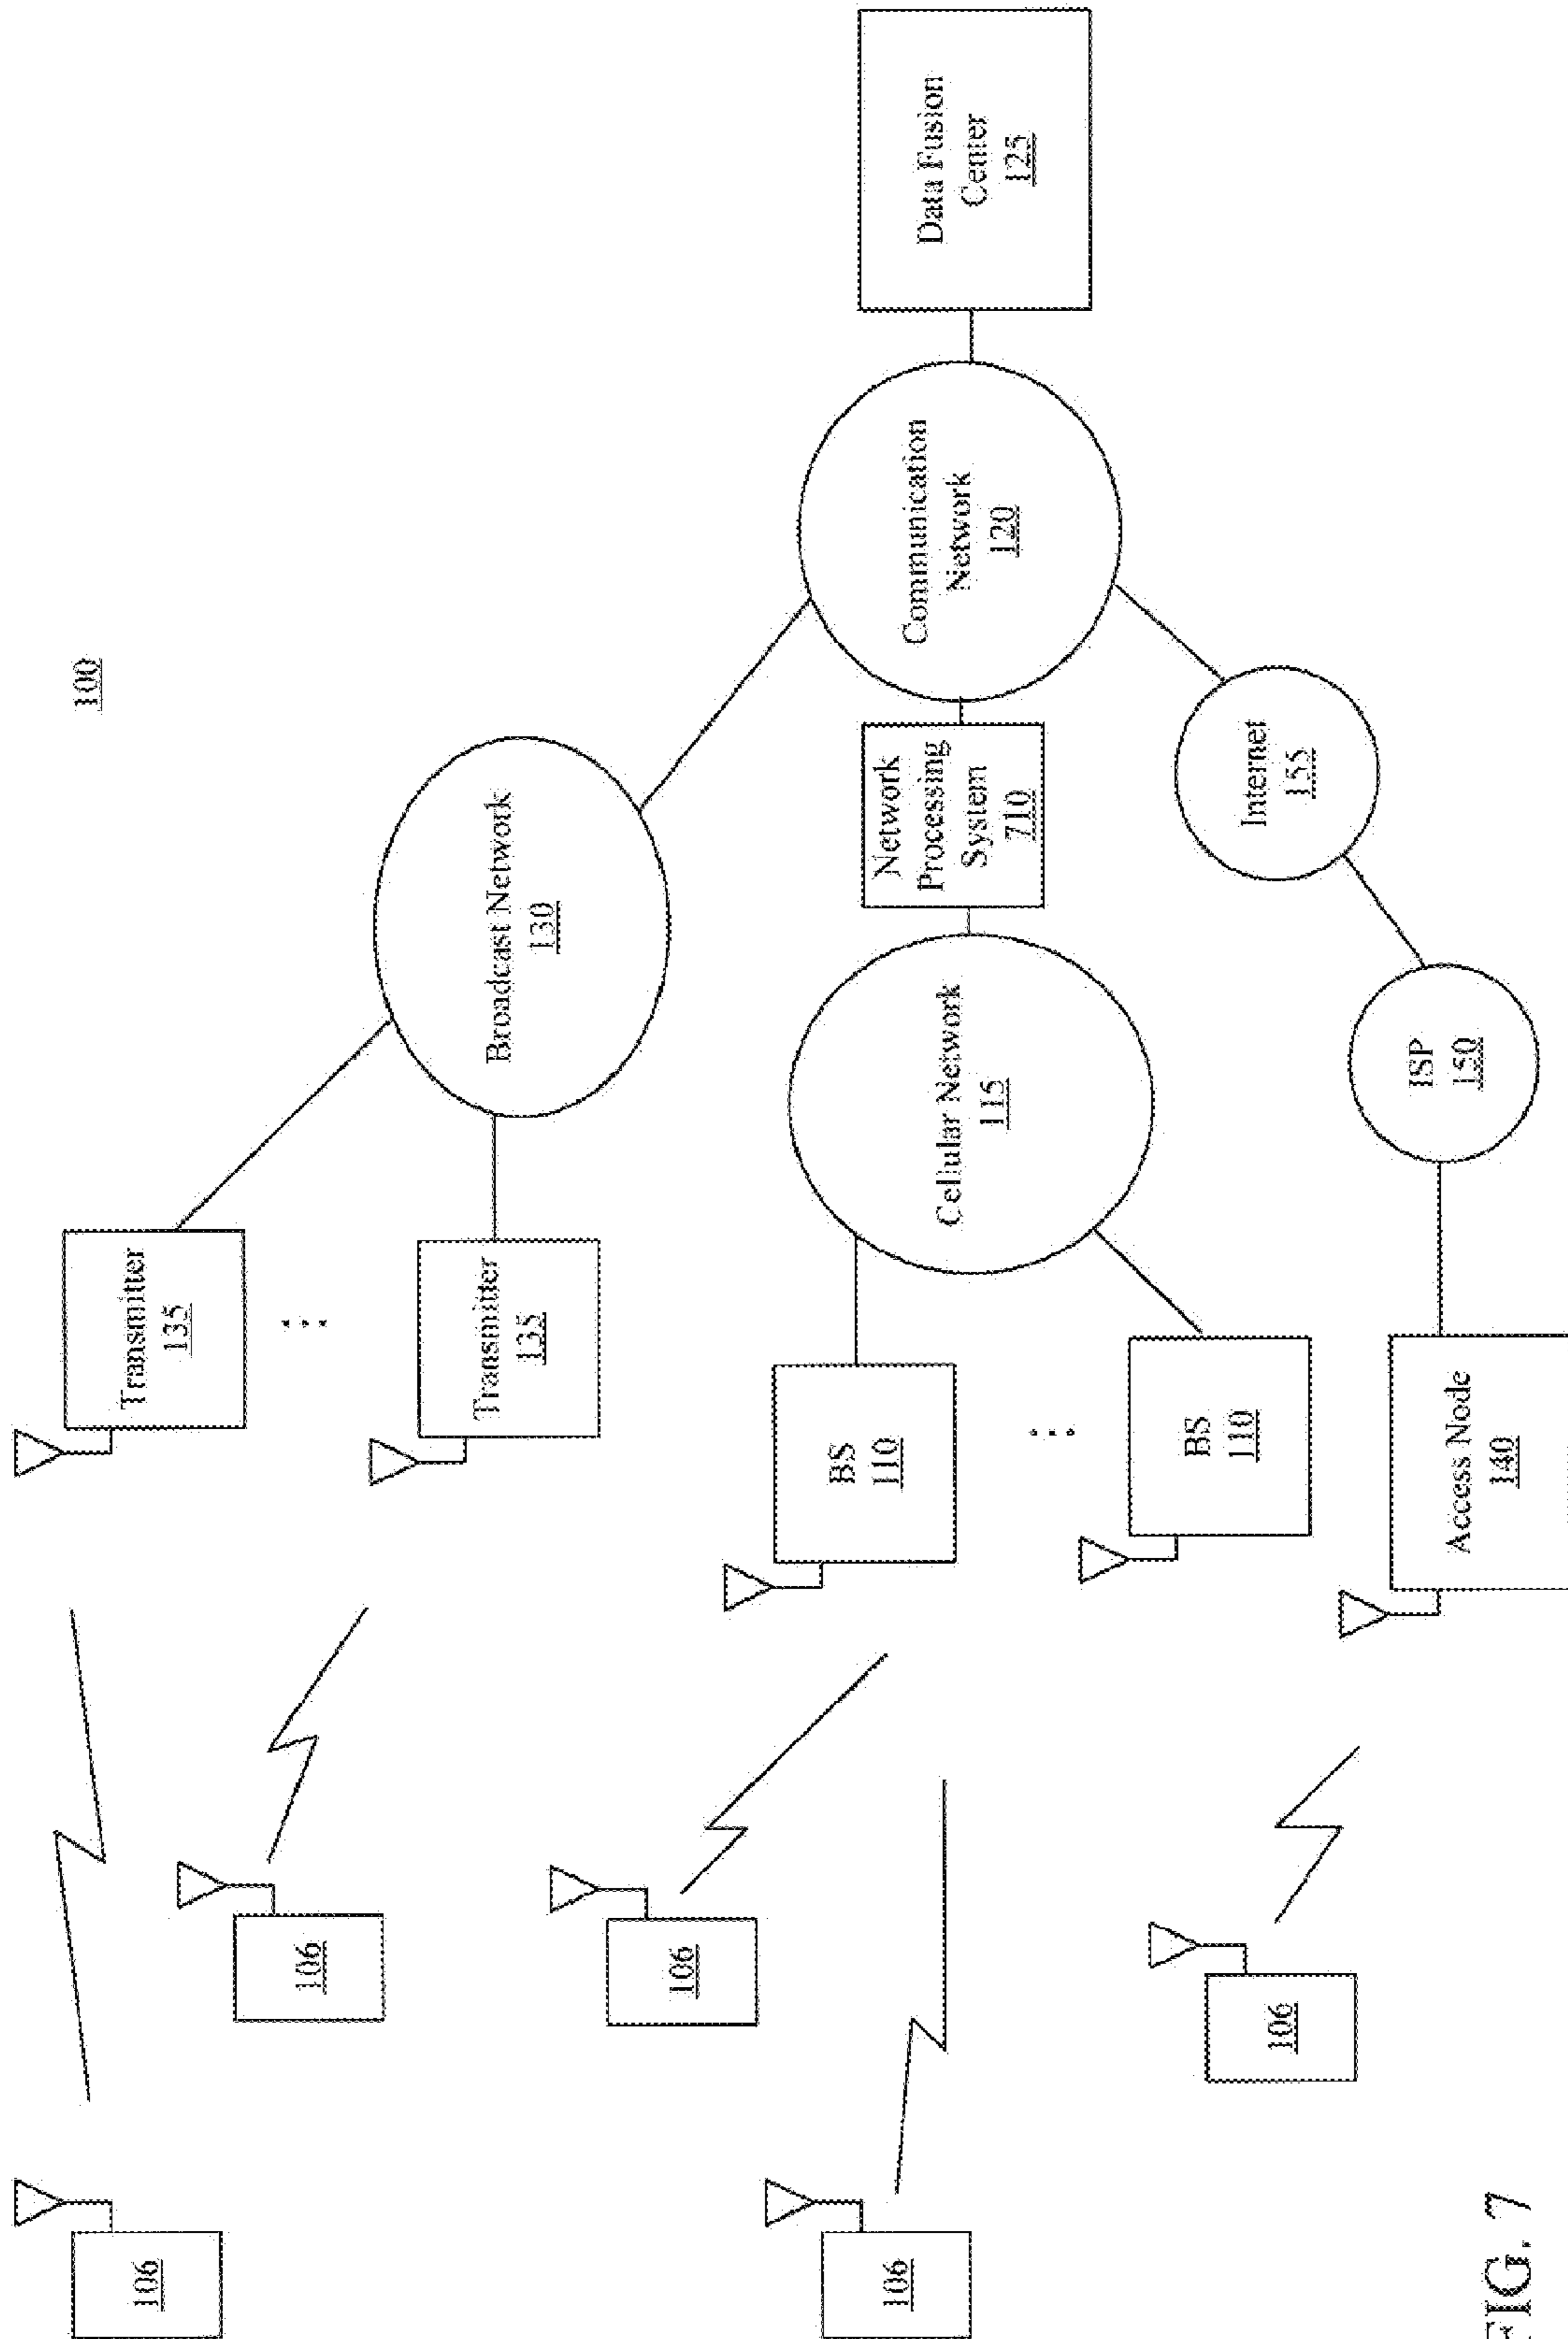 100
106
106
106
106
106
Transmitter
135
Transmitter
135
BS
110
BS
110
Access Node
140
Broadcast Network
130
Cellular Network
115
ISP
150
Network
Processing
System
710
Internet
155
Communication
Network
120
Data Fusion
Center
125
FIG. 7